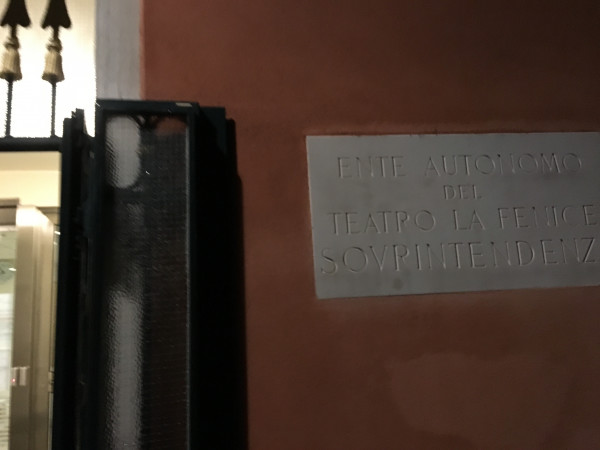 ENTE AUTONOMO
DEL
TEATRO LA FENICE
SOVRINTENDENZ